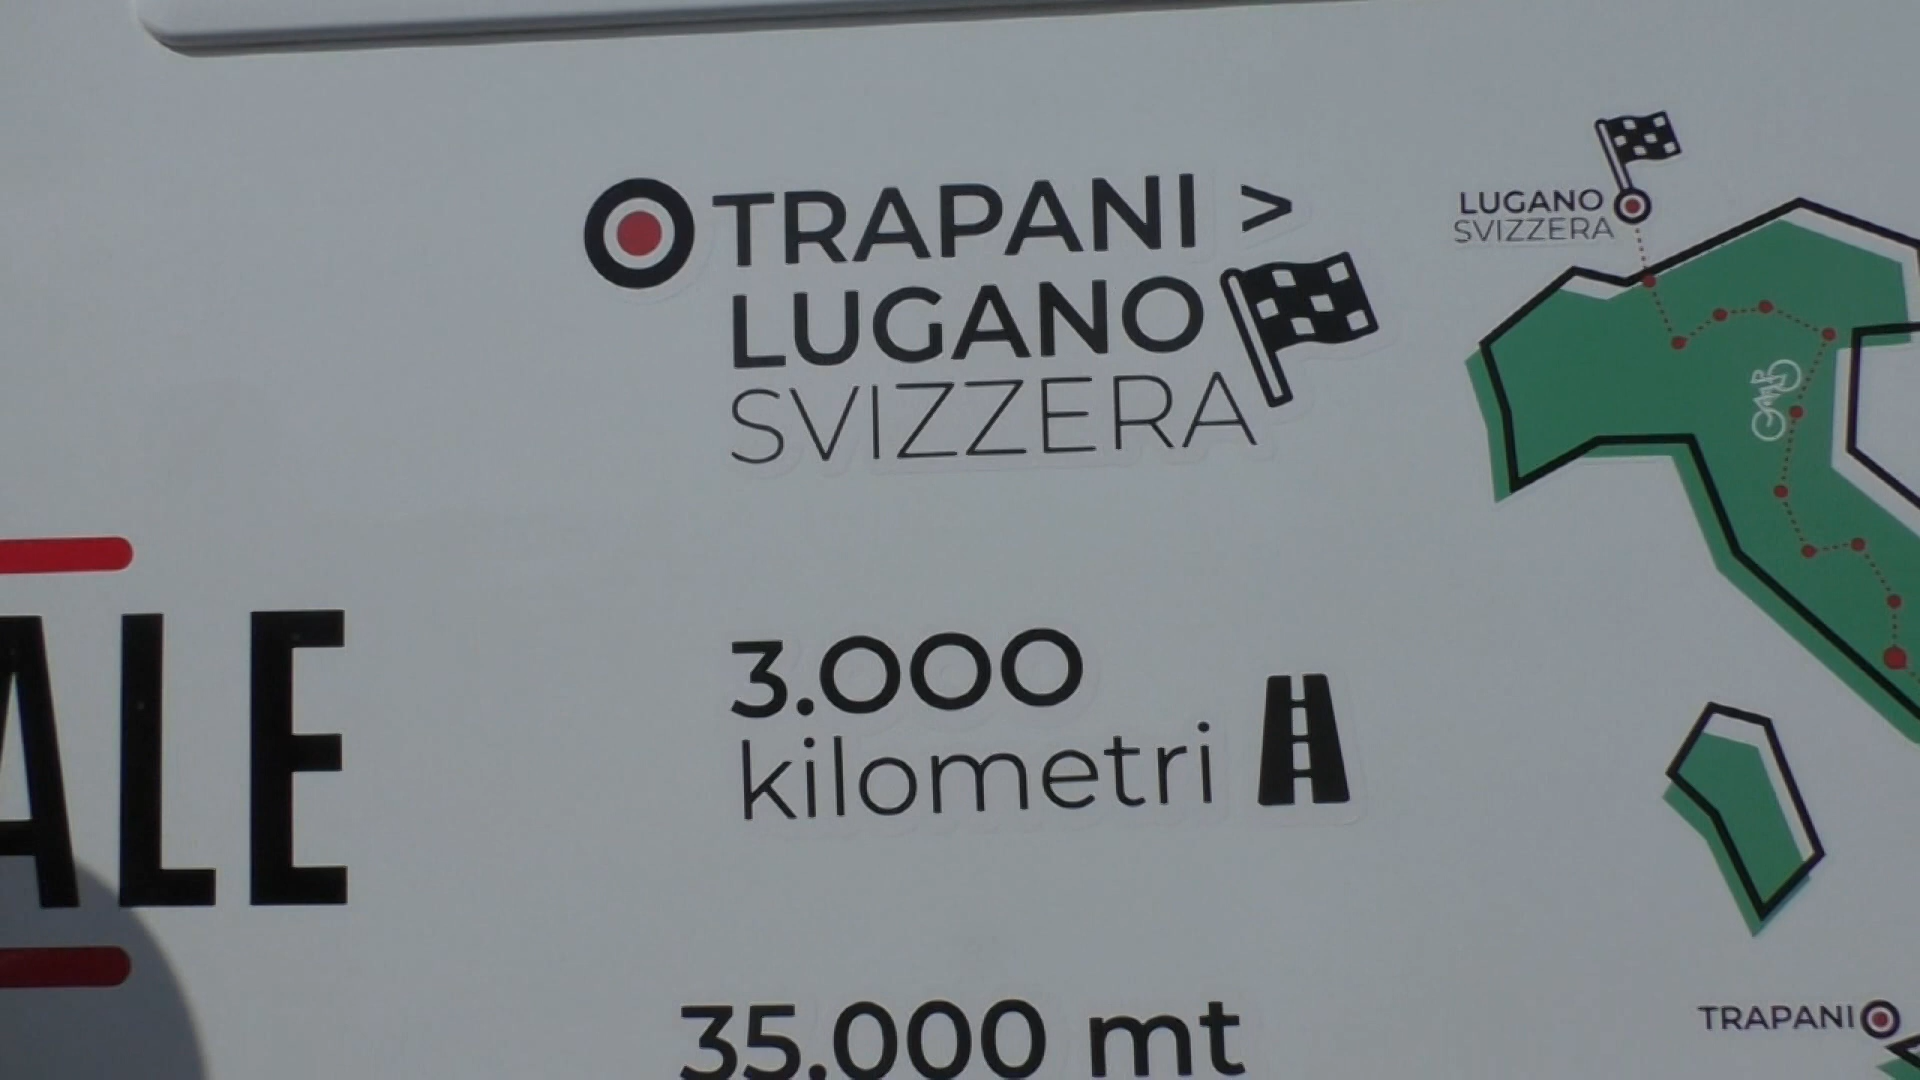 TRAPANI >
LUGANO
SVIZZERA
LUGANO
SVIZZERA
ALE
3.000
kilometri
35.000 mt
TRAPANI